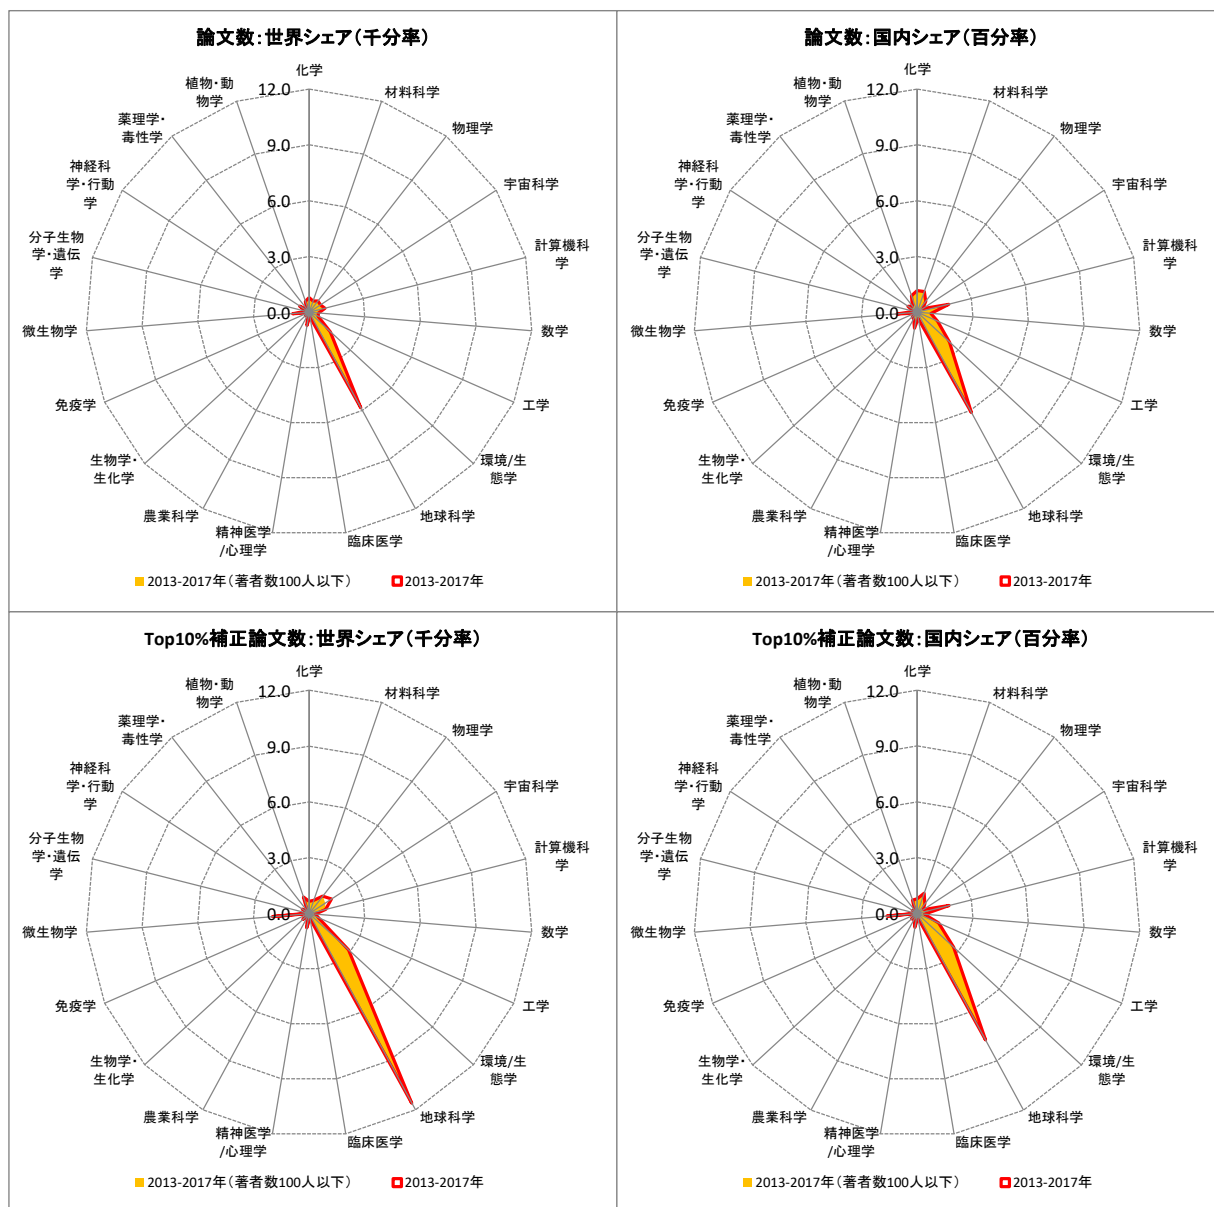 論文数：世界シェア（千分率）
化学
材料科学
物理学
宇宙科学
計算機科
学
数学
工学
環境/生
態学
地球科学
臨床医学
精神医学
/心理学
農業科学
生物学・
生化学
免疫学
微生物学
分子生物
学・遺伝
学
神経科
学・行動
学
薬理学・
毒性学
植物・動
物学
12.0
9.0
6.0
3.0
0.0
2013-2017年（著者数100人以下）
2013-2017年
論文数：国内シェア（百分率）
化学
材料科学
物理学
宇宙科学
計算機科
学
数学
工学
環境/生
態学
地球科学
臨床医学
精神医学
/心理学
農業科学
生物学・
生化学
免疫学
微生物学
分子生物
学・遺伝
学
神経科
学・行動
学
薬理学・
毒性学
植物・動
物学
12.0
9.0
6.0
3.0
0.0
2013-2017年（著者数100人以下）
2013-2017年
Top10%補正論文数：世界シェア（千分率）
化学
材料科学
物理学
宇宙科学
計算機科
学
数学
工学
環境/生
態学
地球科学
臨床医学
精神医学
/心理学
農業科学
生物学・
生化学
免疫学
微生物学
分子生物
学・遺伝
学
神経科
学・行動
学
薬理学・
毒性学
植物・動
物学
12.0
9.0
6.0
3.0
0.0
2013-2017年（著者数100人以下）
2013-2017年
Top10%補正論文数：国内シェア（百分率）
化学
材料科学
物理学
宇宙科学
計算機科
学
数学
工学
環境/生
態学
地球科学
臨床医学
精神医学
/心理学
農業科学
生物学・
生化学
免疫学
微生物学
分子生物
学・遺伝
学
神経科
学・行動
学
薬理学・
毒性学
植物・動
物学
12.0
9.0
6.0
3.0
0.0
2013-2017年（著者数100人以下）
2013-2017年